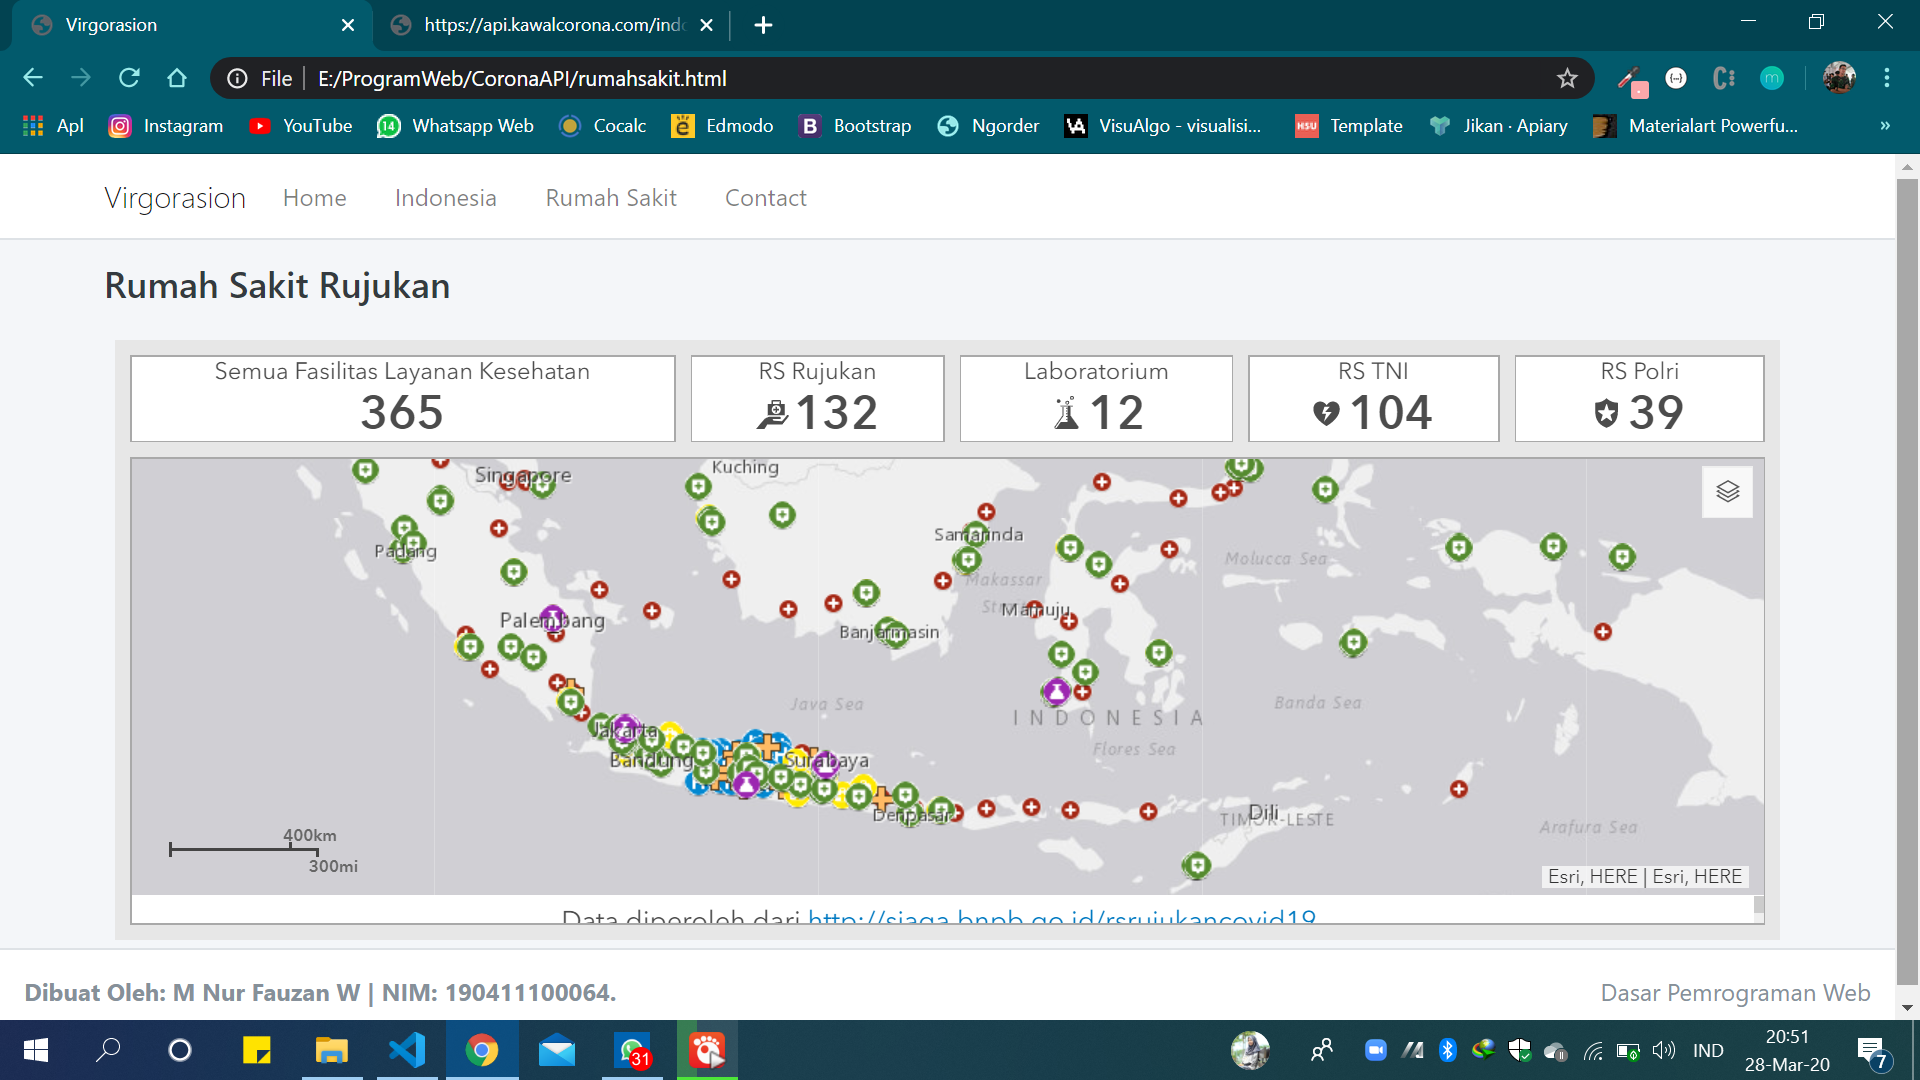 Virgorasion
https://api.kawalcorona.com/ind
File
E:/ProgramWeb/CoronaAPI/rumahsakit.html
Apl
Instagram
YouTube
14
Whatsapp Web
Cocalc
Edmodo
Bootstrap
Ngorder
VisuAlgo - visualisi...
HSU
Template
Jikan · Apiary
Materialart Powerfu...
»
Virgorasion
Home
Indonesia
Rumah Sakit
Contact
Rumah Sakit Rujukan
Semua Fasilitas Layanan Kesehatan
365
RS Rujukan
132
Laboratorium
12
RS TNI
104
RS Polri
39
Kuching
Singapore
Samarinda
Padang
Molucca Sea
Makassar
Mamuju
Palembang
Banjarmasin
Java Sea
Banda Sea
INDONESIA
Jakarta
Flores Sea
Bandung
Surabaya
Denpasar
Dili
TIMOR-LESTE
Arafura Sea
400km
300mi
Esri, HERE | Esri, HERE
Data diperoleh dari http://siaga.bnpb.go.id/rsrujukancovid19
Dibuat Oleh: M Nur Fauzan W | NIM: 190411100064.
Dasar Pemrograman Web
31
IND
20:51
28-Mar-20
7